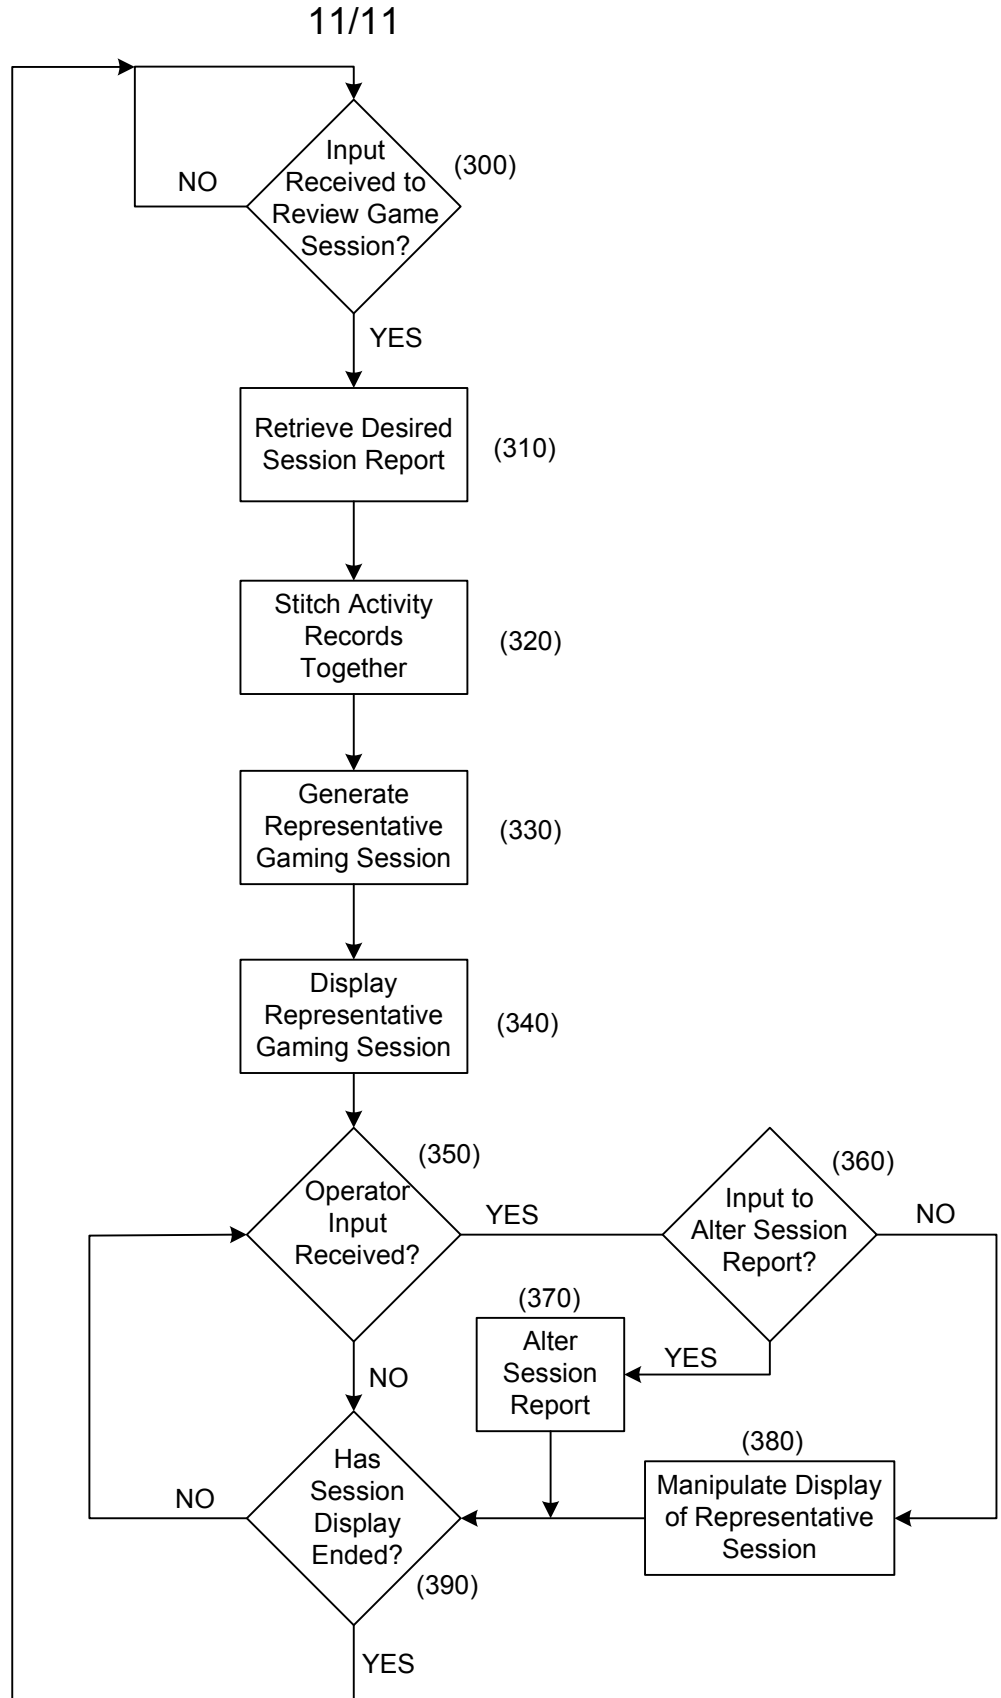 11/11
Input
Received to
Review Game
Session?
(300)
NO
YES
Retrieve Desired
Session Report
(310)
Stitch Activity
Records
Together
(320)
Generate
Representative
Gaming Session
(330)
Display
Representative
Gaming Session
(340)
Operator
Input
Received?
(350)
YES
NO
Input to
Alter Session
Report?
(360)
NO
YES
(370)
Alter
Session
Report
(380)
Manipulate Display
of Representative
Session
Has
Session
Display
Ended?
(390)
NO
YES